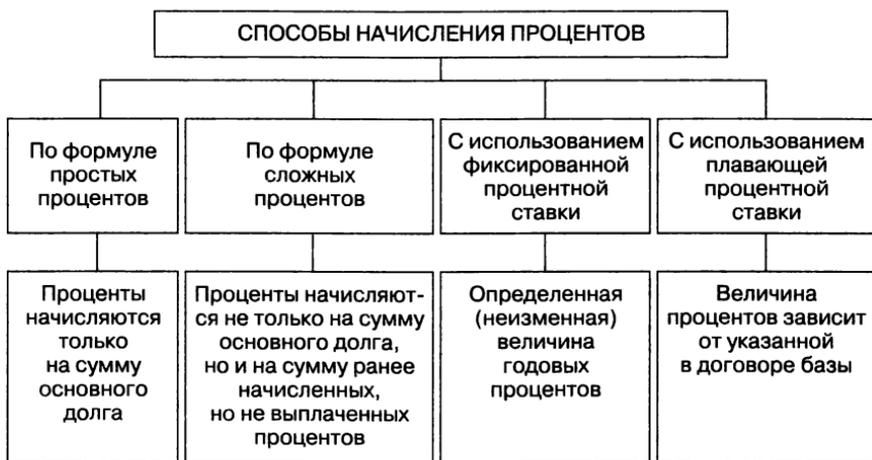 СПОСОБЫ НАЧИСЛЕНИЯ ПРОЦЕНТОВ
По формуле
простых
процентов
По формуле
сложных
процентов
С использованием
фиксированной
процентной
ставки
С использованием
плавающей
процентной
ставки
Проценты
начисляются
только
на сумму
основного
долга
Проценты начисляют-
ся не только на сумму
основного долга,
но и на сумму ранее
начисленных,
но не выплаченных
процентов
Определенная
(неизменная)
величина
годовых
процентов
Величина
процентов зависит
от указанной
в договоре базы